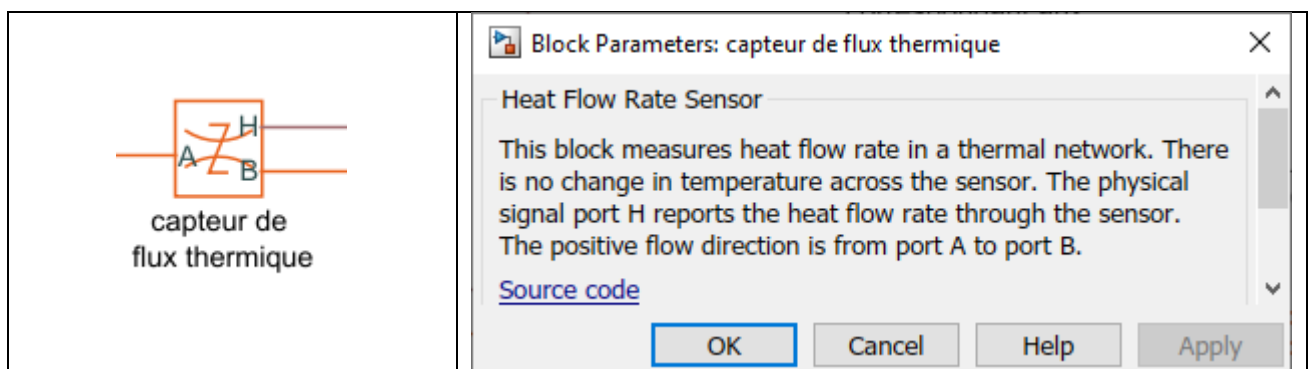 H
A
B
capteur de
flux thermique
Block Parameters: capteur de flux thermique
Heat Flow Rate Sensor
This block measures heat flow rate in a thermal network. There
is no change in temperature across the sensor. The physical
signal port H reports the heat flow rate through the sensor.
The positive flow direction is from port A to port B.
Source code
OK Cancel Help Apply